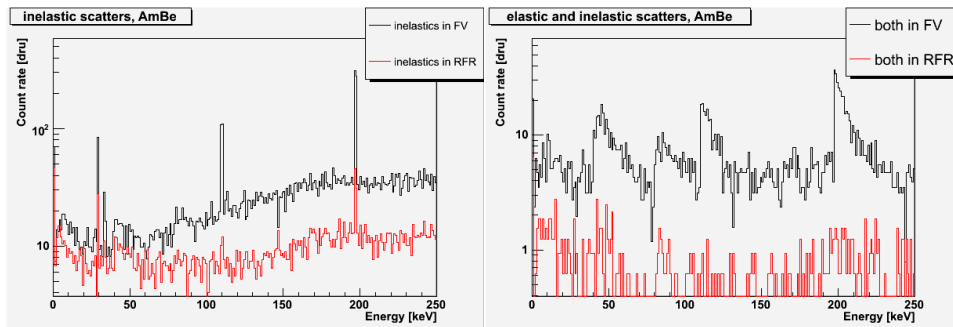 inelastic scatters, AmBe
inelastics in FV
inelastics in RFR
Count rate [dru]
10²
10
0
50
100
150
200
250
Energy [keV]
elastic and inelastic scatters, AmBe
both in FV
both in RFR
Count rate [dru]
10
1
0
50
100
150
200
250
Energy [keV]